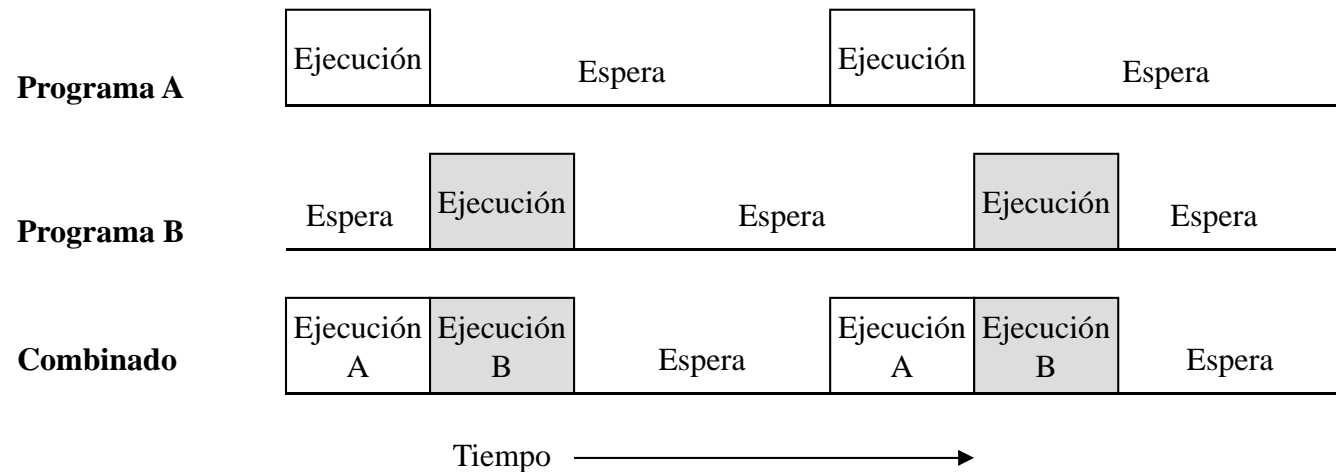 Ejecución
Espera
Ejecución
Espera
Programa A
Espera
Ejecución
Espera
Ejecución
Espera
Programa B
Ejecución
A
Ejecución
B
Espera
Ejecución
A
Ejecución
B
Espera
Combinado
Tiempo